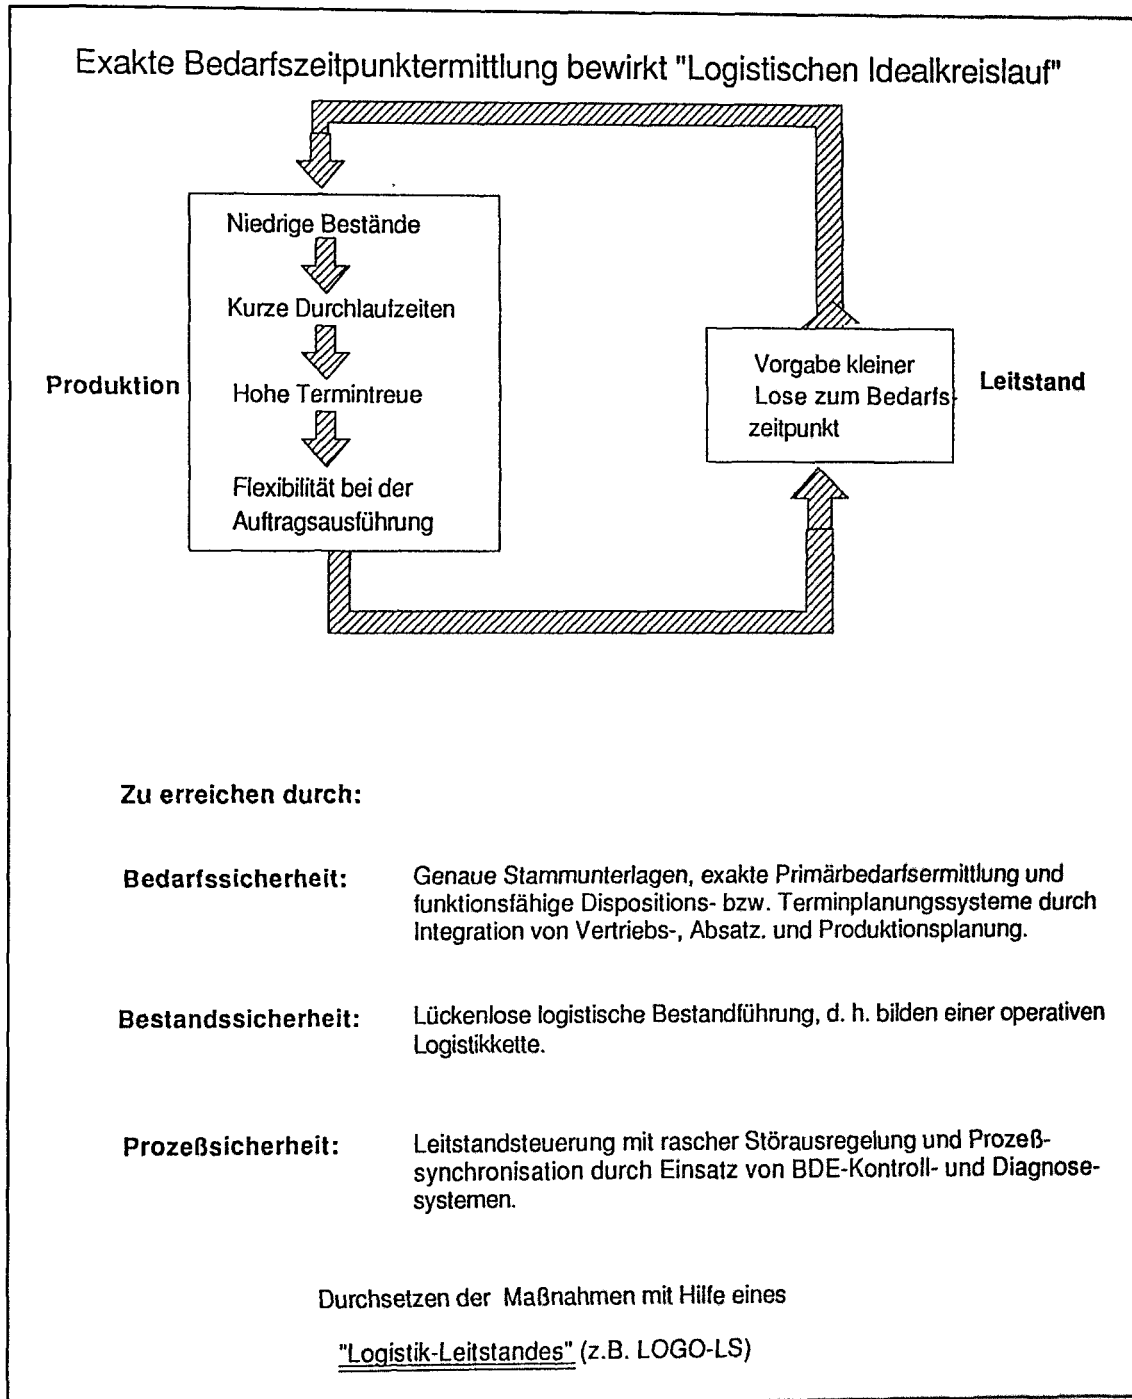 Exakte Bedarfszeitpunktermittlung bewirkt "Logistischen Idealkreislauf"
Niedrige Bestände
Kurze Durchlaufzeiten
Hohe Termintreue
Flexibilität bei der
Auftragsausführung
Produktion
Vorgabe kleiner
Lose zum Bedarfs-
zeitpunkt
Leitstand
Zu erreichen durch:
Bedarfssicherheit:
Genaue Stammunterlagen, exakte Primärbedarfsermittlung und
funktionsfähige Dispositions- bzw. Terminplanungssysteme durch
Integration von Vertriebs-, Absatz. und Produktionsplanung.
Bestandssicherheit:
Lückenlose logistische Bestandführung, d. h. bilden einer operativen
Logistikkette.
Prozeßsicherheit:
Leitstandsteuerung mit rascher Störausregelung und Prozeß-
synchronisation durch Einsatz von BDE-Kontroll- und Diagnose-
systemen.
Durchsetzen der Maßnahmen mit Hilfe eines
"Logistik-Leitstandes" (z.B. LOGO-LS)